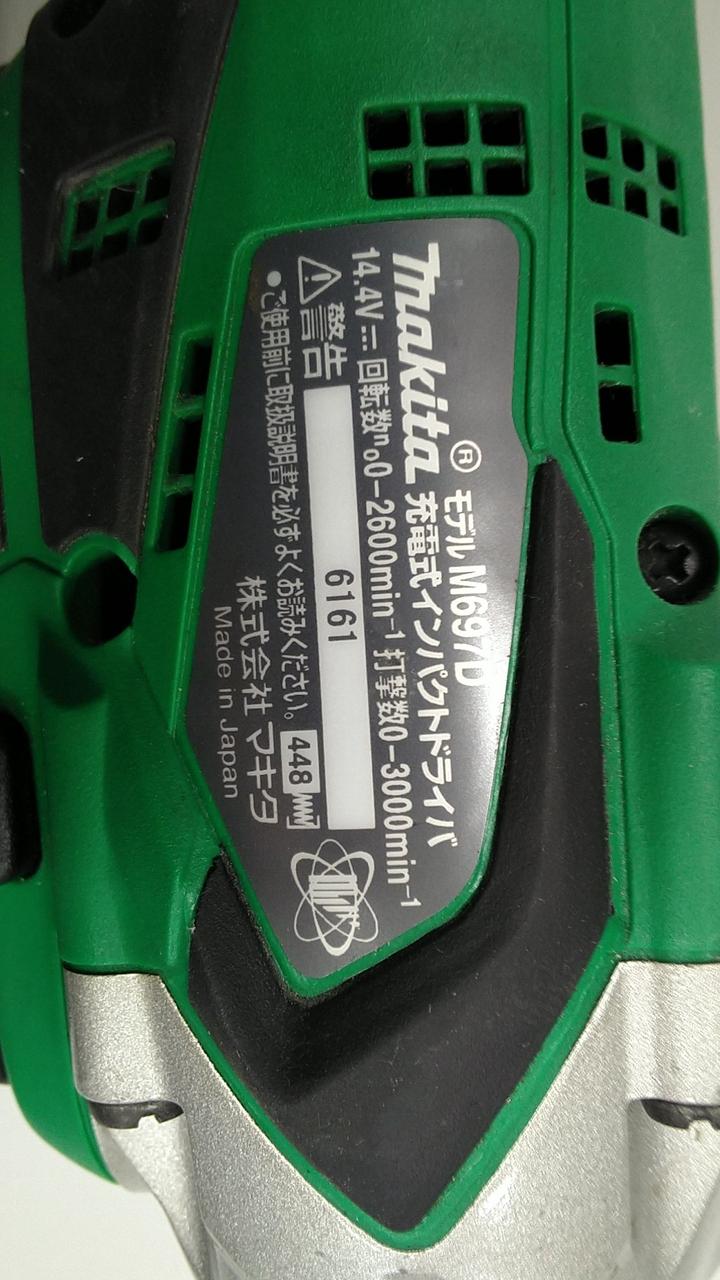 makita® モデル M697D
充電式インパクトドライバ
14.4V⎓ 回転数n₀0-2600min⁻¹ 打撃数0-3000min⁻¹
⚠警告
6161
●ご使用前に取扱説明書を必ずよくお読みください。 448
株式会社 マキタ
Made in Japan